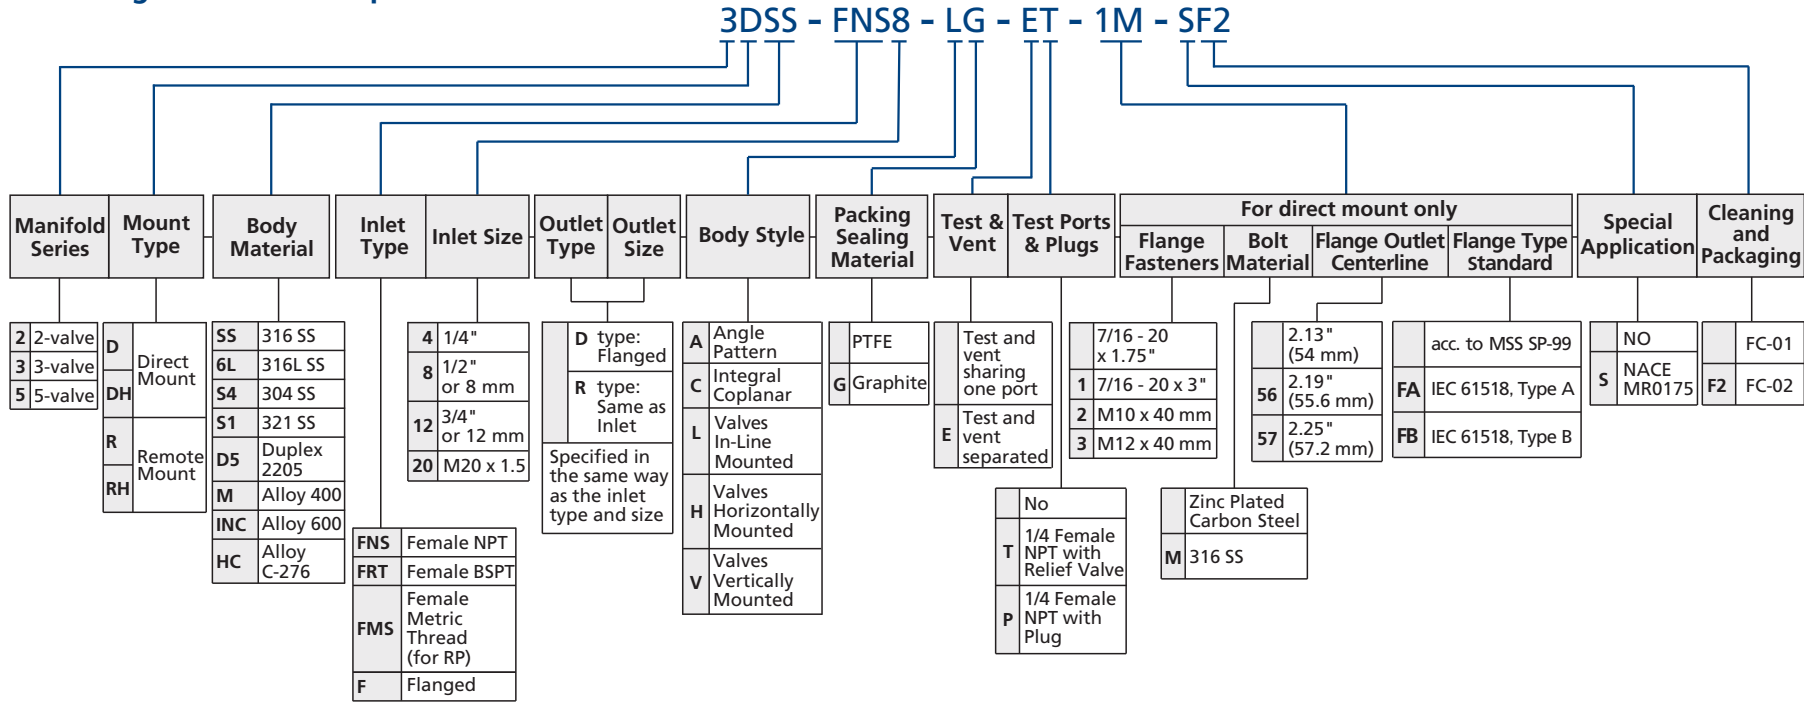 3DSS - FNS8 - LG - ET - 1M - SF2
Manifold
Series
Mount
Type
Body
Material
Inlet
Type
Inlet Size
Outlet
Type
Outlet
Size
Body Style
Packing
Sealing
Material
Test &
Vent
Test Ports
& Plugs
For direct mount only
Flange
Fasteners
Bolt
Material
Flange Outlet
Centerline
Flange Type
Standard
Special
Application
Cleaning
and
Packaging
2 2-valve
3 3-valve
5 5-valve
D
DH
Direct
Mount
R
RH
Remote
Mount
SS 316 SS
6L 316L SS
S4 304 SS
S1 321 SS
D5 Duplex
2205
M Alloy 400
INC Alloy 600
HC Alloy
C-276
FNS Female NPT
FRT Female BSPT
FMS Female
Metric
Thread
(for RP)
F Flanged
4 1/4"
8 1/2"
or 8 mm
12 3/4"
or 12 mm
20 M20 x 1.5
D type:
Flanged
R type:
Same as
Inlet
Specified in
the same way
as the inlet
type and size
A Angle
Pattern
C Integral
Coplanar
L Valves
In-Line
Mounted
H Valves
Horizontally
Mounted
V Valves
Vertically
Mounted
PTFE
G Graphite
Test and
vent
sharing
one port
E Test and
vent
separated
No
T 1/4 Female
NPT with
Relief Valve
P 1/4 Female
NPT with
Plug
7/16 - 20
x 1.75"
1 7/16 - 20 x 3"
2 M10 x 40 mm
3 M12 x 40 mm
Zinc Plated
Carbon Steel
M 316 SS
2.13"
(54 mm)
56 2.19"
(55.6 mm)
57 2.25"
(57.2 mm)
acc. to MSS SP-99
FA IEC 61518, Type A
FB IEC 61518, Type B
NO
S NACE
MR0175
FC-01
F2 FC-02